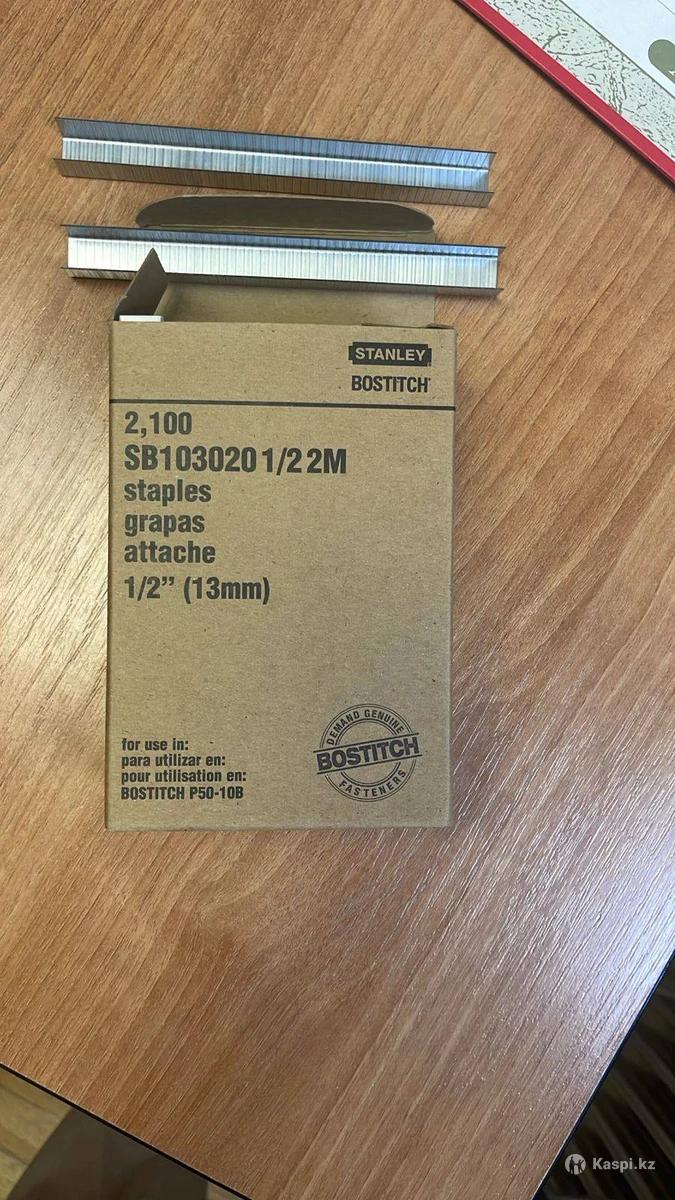 STANLEY
BOSTITCH
2,100
SB103020 1/2 2M
staples
grapas
attache
1/2” (13mm)
for use in:
para utilizar en:
pour utilisation en:
BOSTITCH P50-10B
DEMAND GENUINE
BOSTITCH
FASTENERS
Kaspi.kz